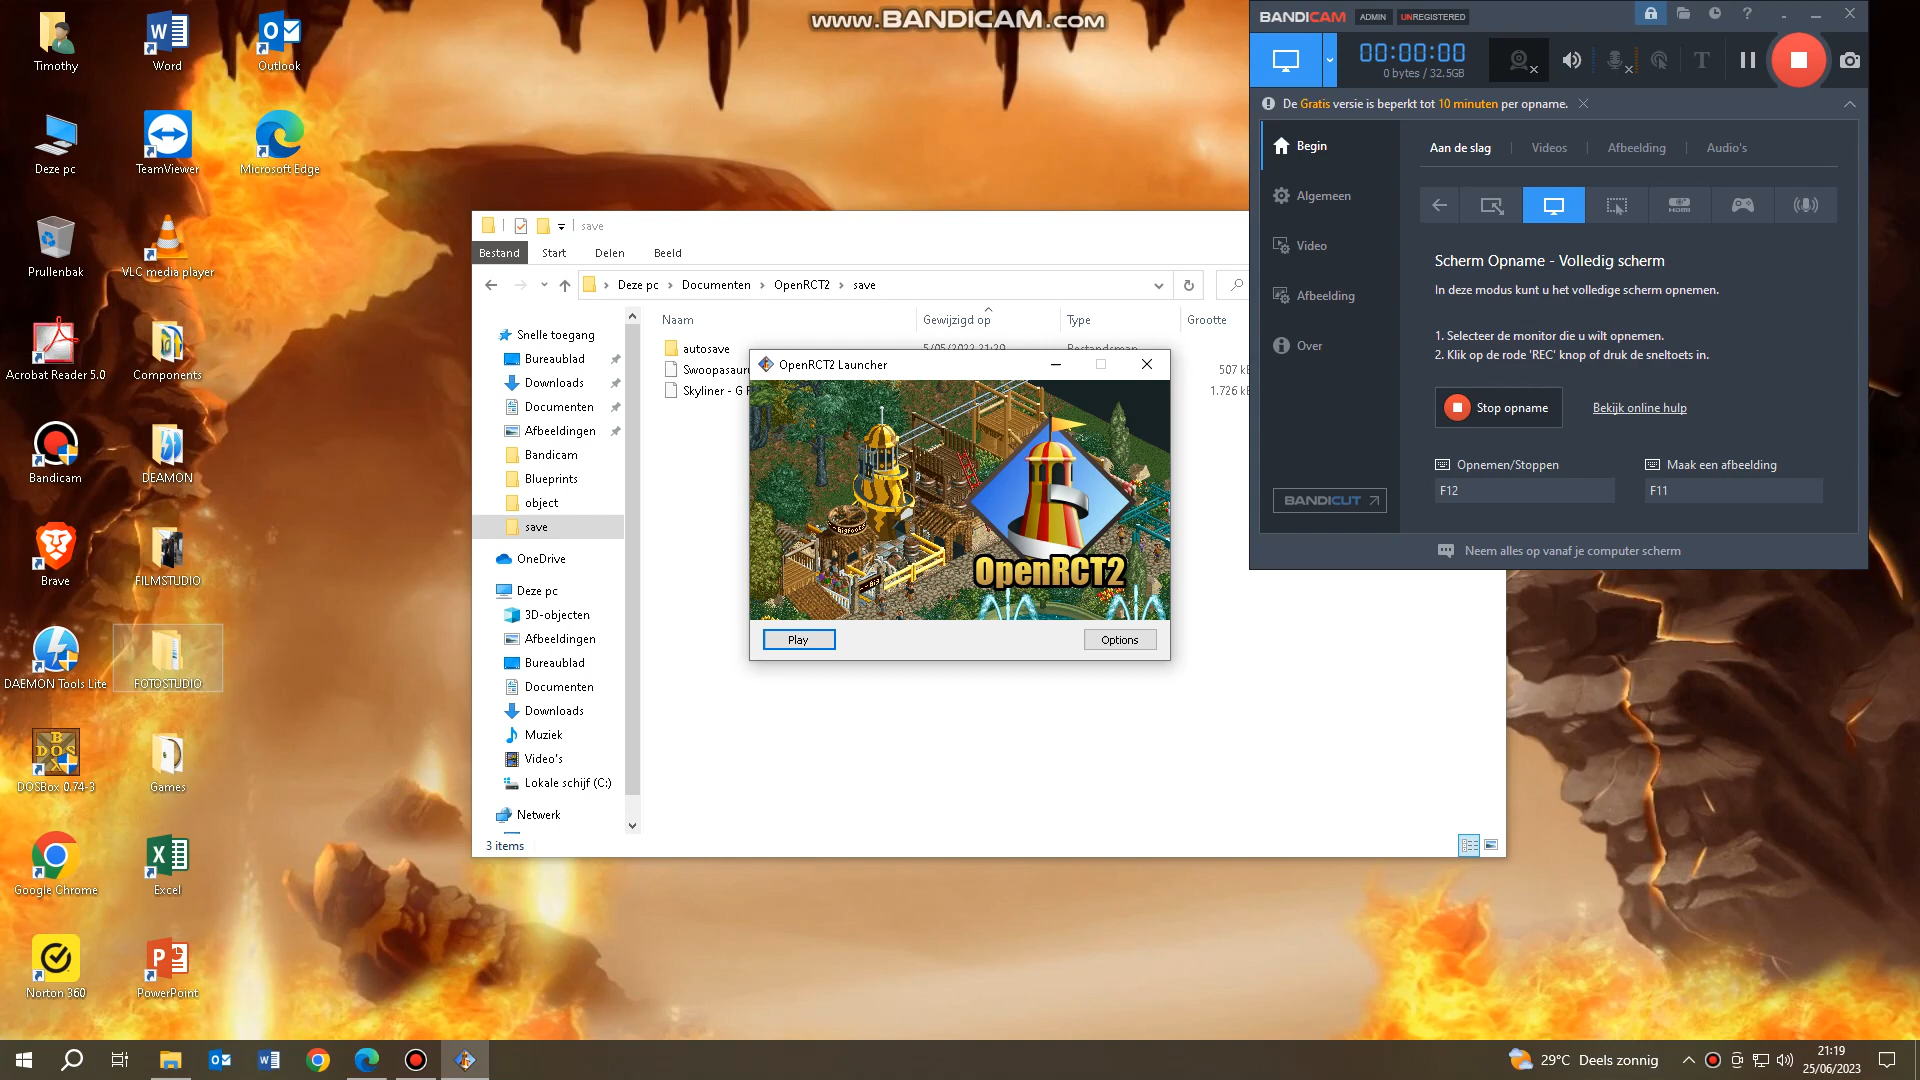 www.BANDICAM.com
Timothy
Word
Outlook
Deze pc
TeamViewer
Microsoft Edge
Prullenbak
VLC media player
Acrobat Reader 5.0
Components
Bandicam
DEAMON
Brave
FILMSTUDIO
DAEMON Tools Lite
FOTOSTUDIO
DOSBox 0.74-3
Games
Google Chrome
Excel
Norton 360
PowerPoint
save
Bestand
Start
Delen
Beeld
Deze pc
Documenten
OpenRCT2
save
Naam
Gewijzigd op
Type
Grootte
autosave
5/05/2022 21:29
Bestandsmap
507 kB
Skyliner - G
1.726 kB
Snelle toegang
Bureaublad
Downloads
Documenten
Afbeeldingen
Bandicam
Blueprints
object
save
OneDrive
Deze pc
3D-objecten
Afbeeldingen
Bureaublad
Documenten
Downloads
Muziek
Video's
Lokale schijf (C:)
Netwerk
3 items
OpenRCT2 Launcher
OpenRCT2
Play
Options
BANDICAM
ADMIN
UNREGISTERED
00:00:00
0 bytes / 32.5GB
De Gratis versie is beperkt tot 10 minuten per opname.
Begin
Algemeen
Video
Afbeelding
Over
BANDICUT
Aan de slag
Videos
Afbeelding
Audio's
HDMI
Scherm Opname - Volledig scherm
In deze modus kunt u het volledige scherm opnemen.
1. Selecteer de monitor die u wilt opnemen.
2. Klik op de rode 'REC' knop of druk de sneltoets in.
Stop opname
Bekijk online hulp
Opnemen/Stoppen
Maak een afbeelding
F12
F11
Neem alles op vanaf je computer scherm
29°C Deels zonnig
21:19
25/06/2023